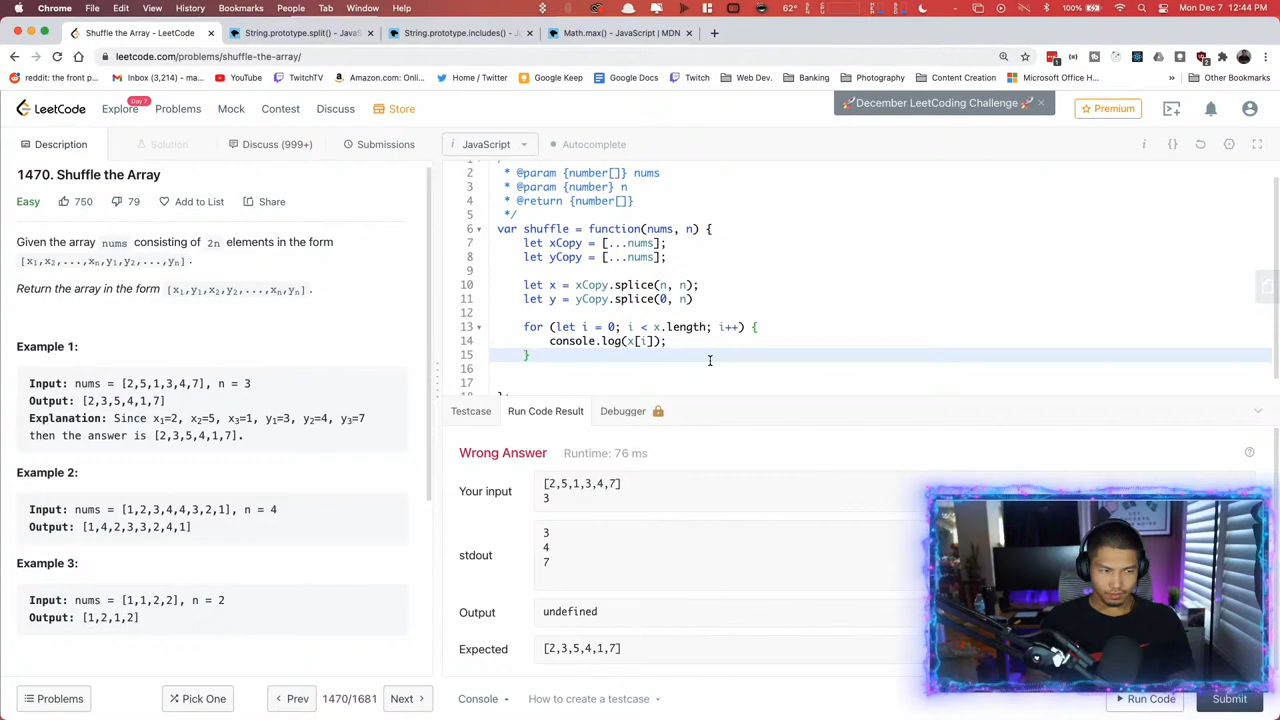 Chrome File Edit View History Bookmarks People Tab Window Help
62° 100% Mon Dec 7 12:44 PM
Shuffle the Array - LeetCode
String.prototype.split() - JavaS
String.prototype.includes() - J
Math.max() - JavaScript | MDN
leetcode.com/problems/shuffle-the-array/
reddit: the front p...
Inbox (3,214) - ma...
YouTube
TwitchTV
Amazon.com: Onli...
Home / Twitter
Google Keep
Google Docs
Twitch
Web Dev.
Banking
Photography
Content Creation
Microsoft Office H...
»
Other Bookmarks
LeetCode
Explore
Day 7
Problems
Mock
Contest
Discuss
Store
🚀December LeetCoding Challenge🚀 ×
Premium
Description
Solution
Discuss (999+)
Submissions
i JavaScript
Autocomplete
1470. Shuffle the Array
Easy 750 79 Add to List Share
Given the array nums consisting of 2n elements in the form
[x1,x2,...,xn,y1,y2,...,yn].
Return the array in the form [x1,y1,x2,y2,...,xn,yn].
Example 1:
Input: nums = [2,5,1,3,4,7], n = 3
Output: [2,3,5,4,1,7]
Explanation: Since x1=2, x2=5, x3=1, y1=3, y2=4, y3=7
then the answer is [2,3,5,4,1,7].
Example 2:
Input: nums = [1,2,3,4,4,3,2,1], n = 4
Output: [1,4,2,3,3,2,4,1]
Example 3:
Input: nums = [1,1,2,2], n = 2
Output: [1,2,1,2]
2 * @param {number[]} nums
3 * @param {number} n
4 * @return {number[]}
5 */
6 var shuffle = function(nums, n) {
7 let xCopy = [...nums];
8 let yCopy = [...nums];
9
10 let x = xCopy.splice(n, n);
11 let y = yCopy.splice(0, n)
12
13 for (let i = 0; i < x.length; i++) {
14 console.log(x[i]);
15 }
16
17
Testcase
Run Code Result
Debugger
Wrong Answer
Runtime: 76 ms
Your input
[2,5,1,3,4,7]
3
stdout
3
4
7
Output
undefined
Expected
[2,3,5,4,1,7]
Problems
Pick One
Prev
1470/1681
Next
Console
How to create a testcase
Run Code
Submit